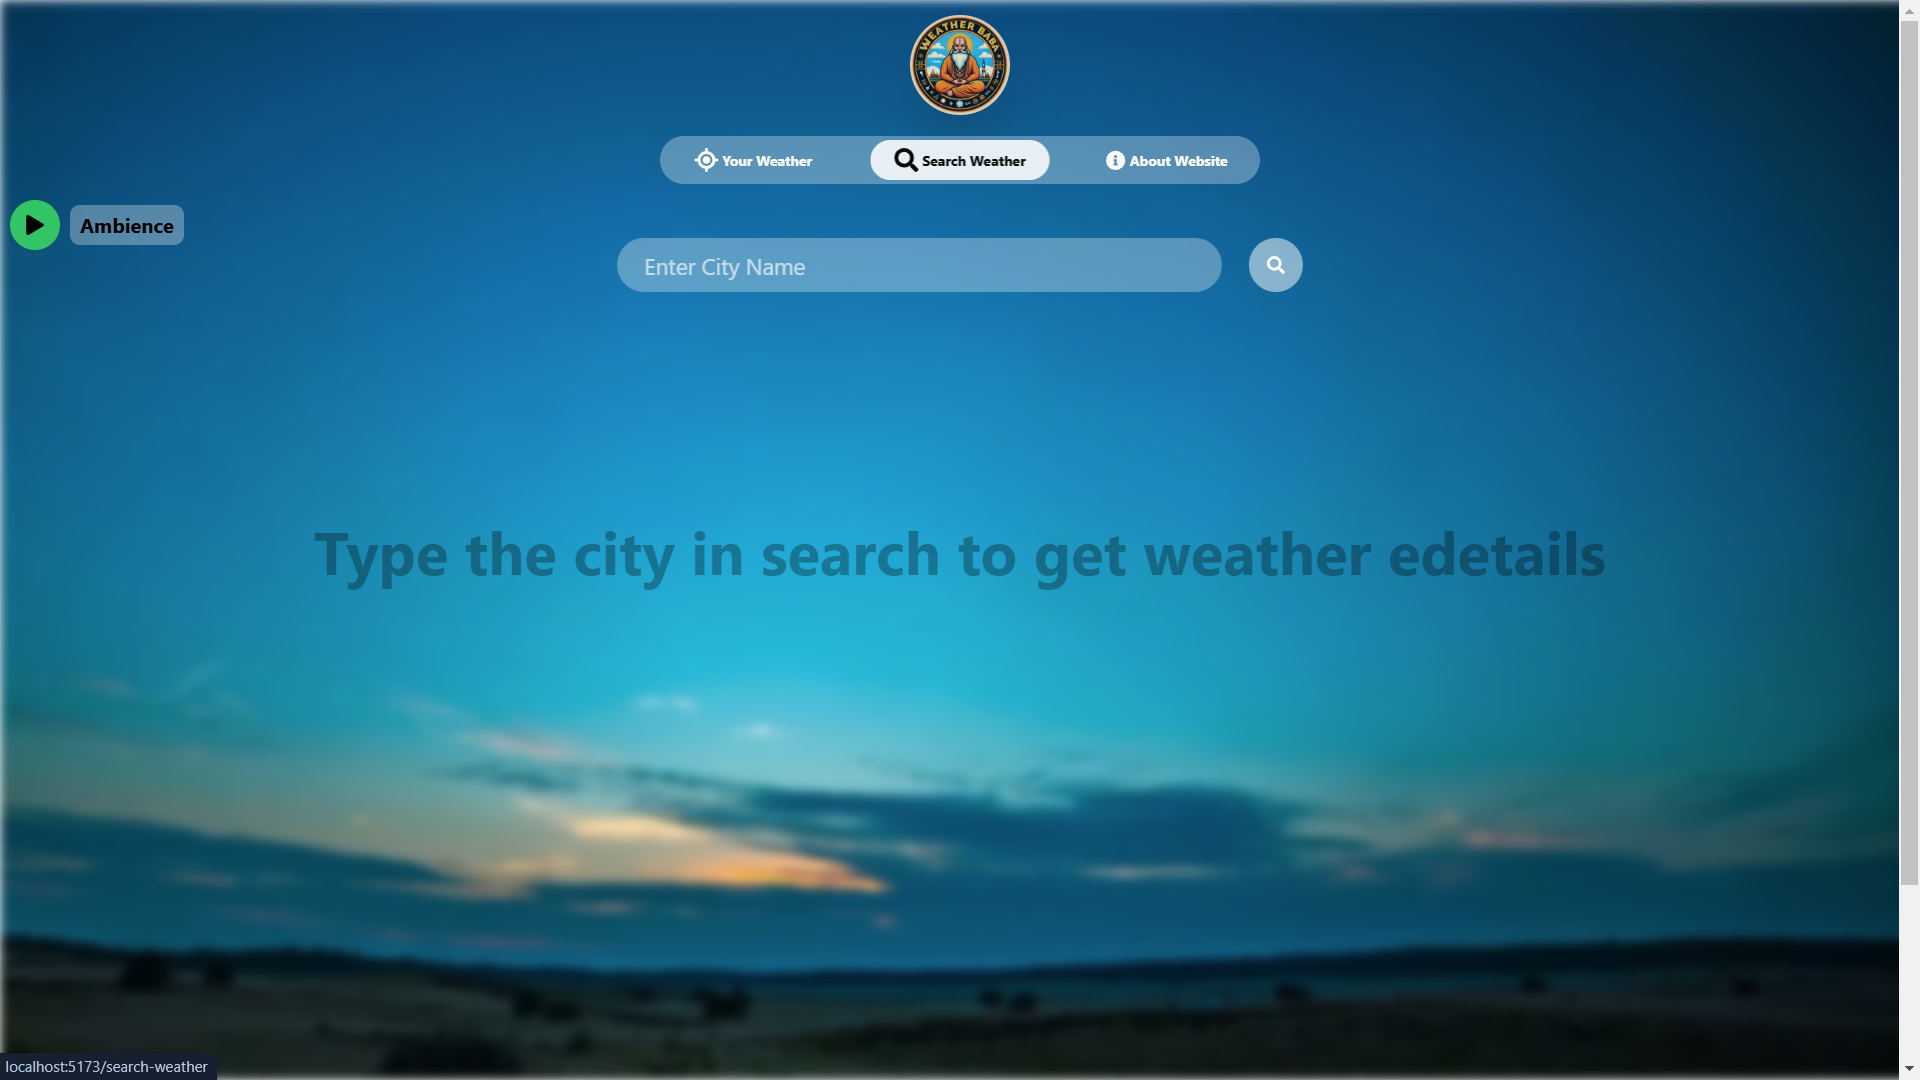 WEATHER BABA
Your Weather
Search Weather
About Website
Ambience
Enter City Name
Type the city in search to get weather edetails
localhost:5173/search-weather